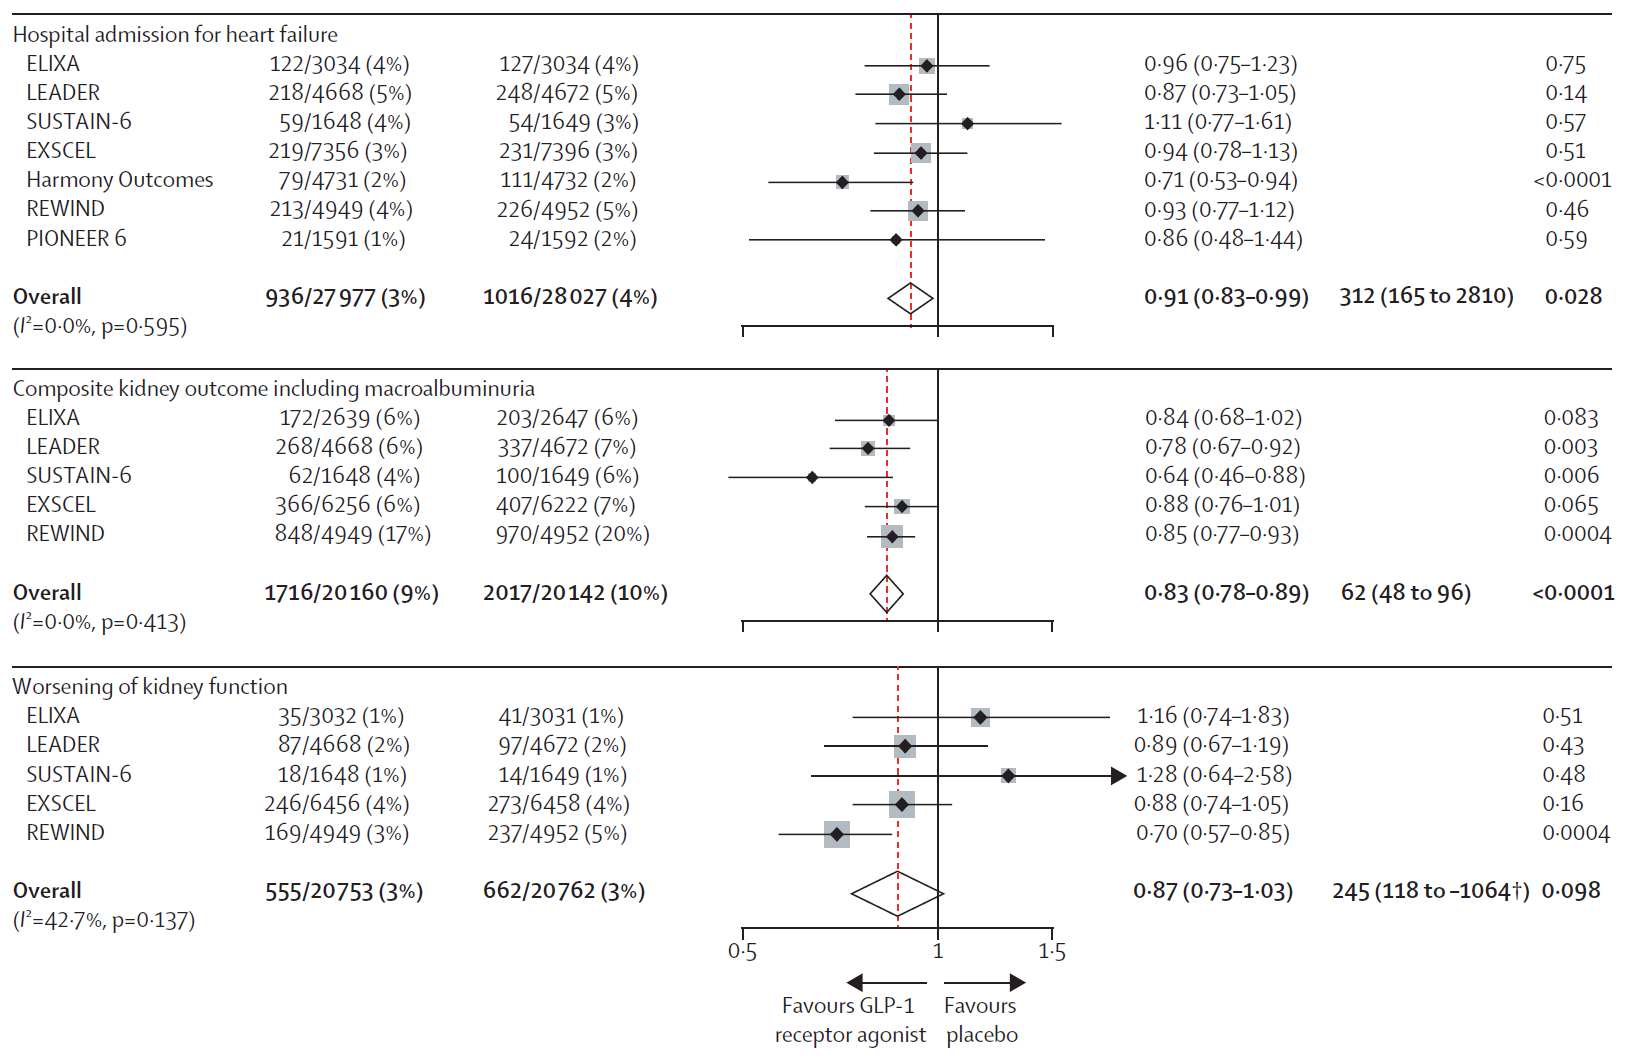 Hospital admission for heart failure
ELIXA 122/3034 (4%) 127/3034 (4%) 0·96 (0·75–1·23) 0·75
LEADER 218/4668 (5%) 248/4672 (5%) 0·87 (0·73–1·05) 0·14
SUSTAIN-6 59/1648 (4%) 54/1649 (3%) 1·11 (0·77–1·61) 0·57
EXSCEL 219/7356 (3%) 231/7396 (3%) 0·94 (0·78–1·13) 0·51
Harmony Outcomes 79/4731 (2%) 111/4732 (2%) 0·71 (0·53–0·94) <0·0001
REWIND 213/4949 (4%) 226/4952 (5%) 0·93 (0·77–1·12) 0·46
PIONEER 6 21/1591 (1%) 24/1592 (2%) 0·86 (0·48–1·44) 0·59
Overall 936/27 977 (3%) 1016/28 027 (4%) 0·91 (0·83–0·99) 312 (165 to 2810) 0·028
(I²=0·0%, p=0·595)
Composite kidney outcome including macroalbuminuria
ELIXA 172/2639 (6%) 203/2647 (6%) 0·84 (0·68–1·02) 0·083
LEADER 268/4668 (6%) 337/4672 (7%) 0·78 (0·67–0·92) 0·003
SUSTAIN-6 62/1648 (4%) 100/1649 (6%) 0·64 (0·46–0·88) 0·006
EXSCEL 366/6256 (6%) 407/6222 (7%) 0·88 (0·76–1·01) 0·065
REWIND 848/4949 (17%) 970/4952 (20%) 0·85 (0·77–0·93) 0·0004
Overall 1716/20 160 (9%) 2017/20 142 (10%) 0·83 (0·78–0·89) 62 (48 to 96) <0·0001
(I²=0·0%, p=0·413)
Worsening of kidney function
ELIXA 35/3032 (1%) 41/3031 (1%) 1·16 (0·74–1·83) 0·51
LEADER 87/4668 (2%) 97/4672 (2%) 0·89 (0·67–1·19) 0·43
SUSTAIN-6 18/1648 (1%) 14/1649 (1%) 1·28 (0·64–2·58) 0·48
EXSCEL 246/6456 (4%) 273/6458 (4%) 0·88 (0·74–1·05) 0·16
REWIND 169/4949 (3%) 237/4952 (5%) 0·70 (0·57–0·85) 0·0004
Overall 555/20 753 (3%) 662/20 762 (3%) 0·87 (0·73–1·03) 245 (118 to –1064†) 0·098
(I²=42·7%, p=0·137)
0·5 1 1·5
Favours GLP-1 Favours
receptor agonist placebo